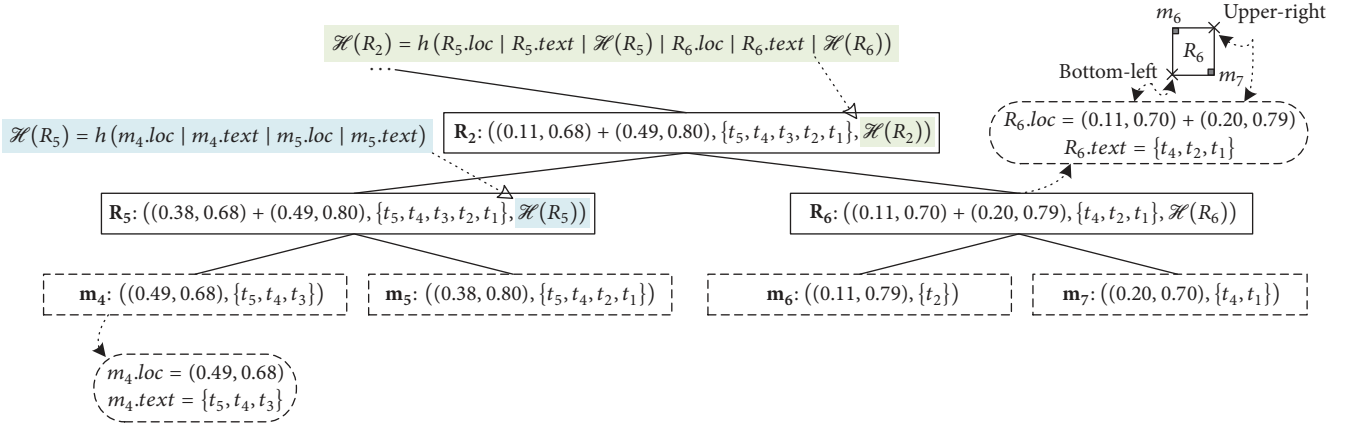 ℋ(R₂) = h (R₅.loc | R₅.text | ℋ(R₅) | R₆.loc | R₆.text | ℋ(R₆))
m₆
Upper-right
R₆
Bottom-left
m₇
...
ℋ(R₅) = h (m₄.loc | m₄.text | m₅.loc | m₅.text)
R₂: ((0.11, 0.68) + (0.49, 0.80), {t₅, t₄, t₃, t₂, t₁}, ℋ(R₂))
R₆.loc = (0.11, 0.70) + (0.20, 0.79)
R₆.text = {t₄, t₂, t₁}
R₅: ((0.38, 0.68) + (0.49, 0.80), {t₅, t₄, t₃, t₂, t₁}, ℋ(R₅))
R₆: ((0.11, 0.70) + (0.20, 0.79), {t₄, t₂, t₁}, ℋ(R₆))
m₄: ((0.49, 0.68), {t₅, t₄, t₃})
m₅: ((0.38, 0.80), {t₅, t₄, t₂, t₁})
m₆: ((0.11, 0.79), {t₂})
m₇: ((0.20, 0.70), {t₄, t₁})
m₄.loc = (0.49, 0.68)
m₄.text = {t₅, t₄, t₃}